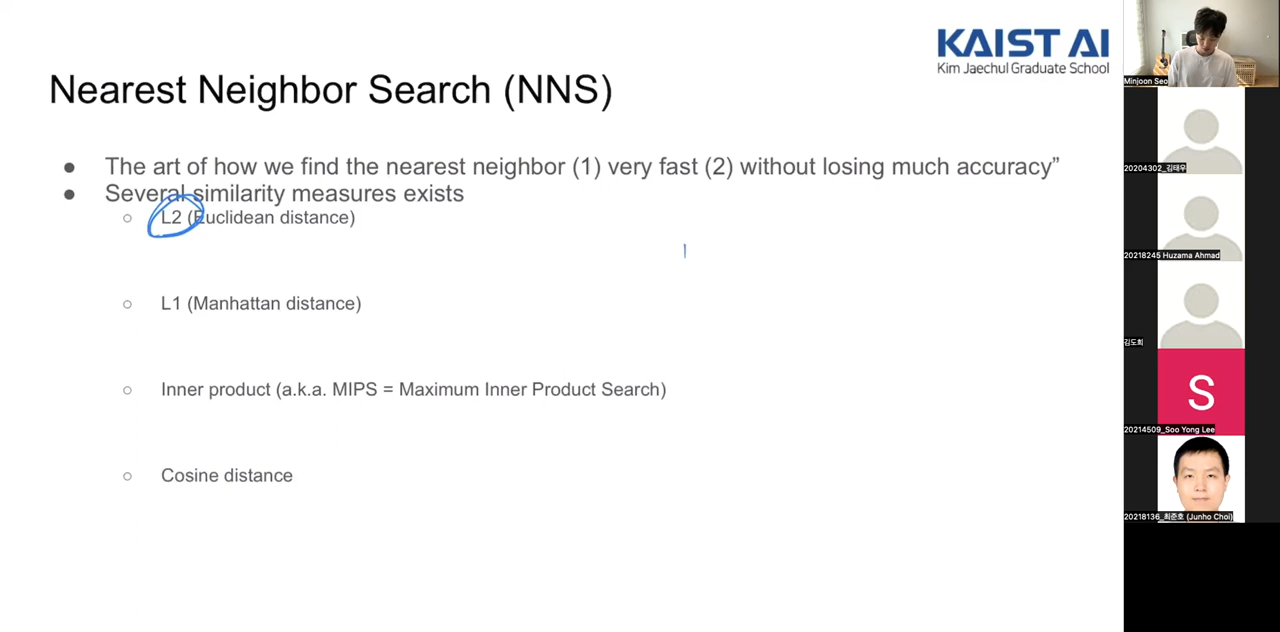 KAIST AI
Kim Jaechul Graduate School
Nearest Neighbor Search (NNS)
● The art of how we find the nearest neighbor (1) very fast (2) without losing much accuracy”
● Several similarity measures exists
○ L2 (Euclidean distance)
○ L1 (Manhattan distance)
○ Inner product (a.k.a. MIPS = Maximum Inner Product Search)
○ Cosine distance
Minjoon Seo
20204302_김태우
20218245 Huzama Ahmad
김도희
S
20214509_Soo Yong Lee
20218136_최준호 (Junho Choi)